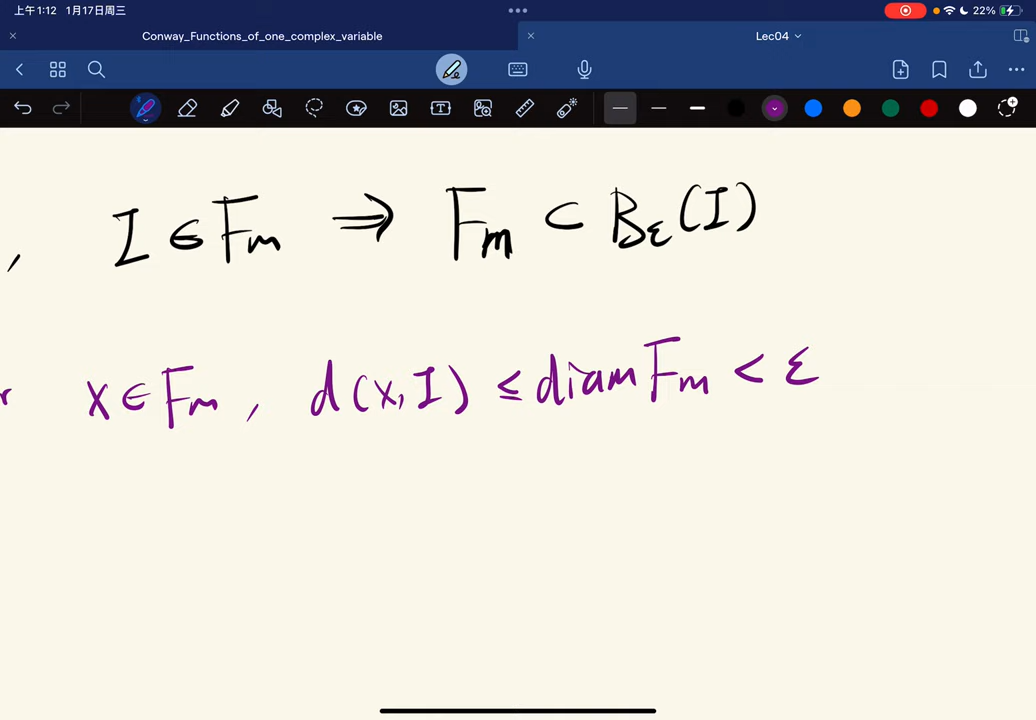 上午1:12 1月17日周三
22%
Conway_Functions_of_one_complex_variable
Lec04
, I ∈ Fm ⇒ Fm ⊂ Bε(I)
r x ∈ Fm, d(x, I) ≤ diam Fm < ε